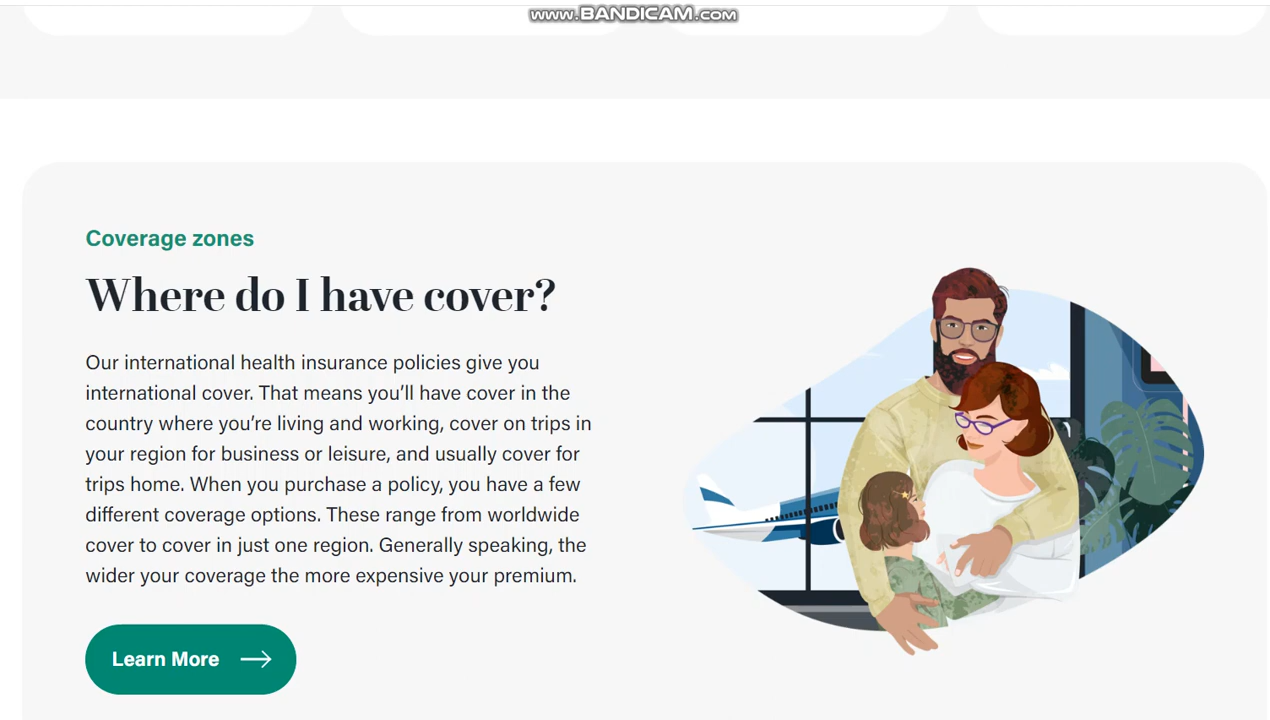 www.BANDICAM.com
Coverage zones
Where do I have cover?
Our international health insurance policies give you
international cover. That means you’ll have cover in the
country where you’re living and working, cover on trips in
your region for business or leisure, and usually cover for
trips home. When you purchase a policy, you have a few
different coverage options. These range from worldwide
cover to cover in just one region. Generally speaking, the
wider your coverage the more expensive your premium.
Learn More